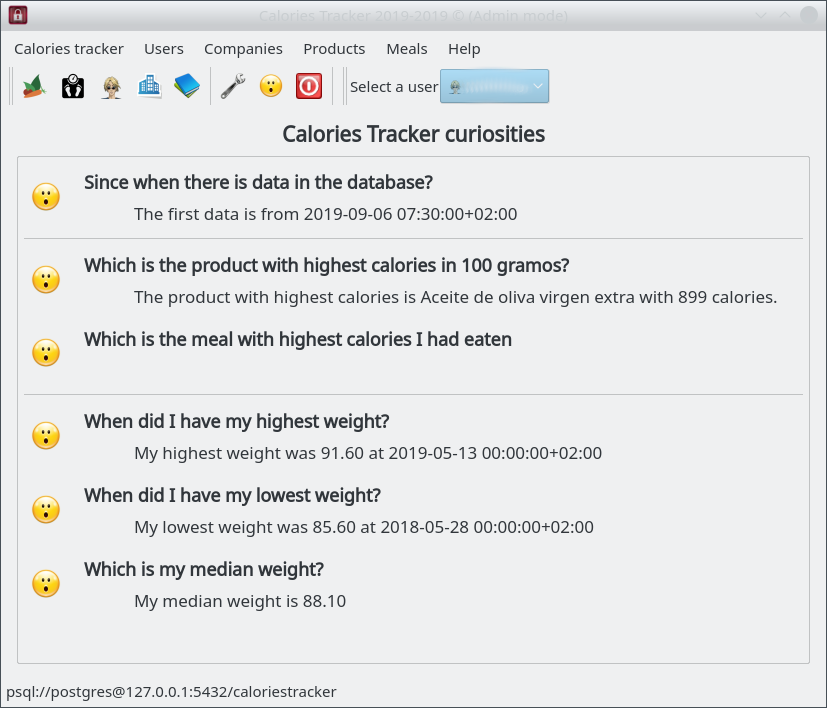 Calories Tracker 2019-2019 © (Admin mode)
Calories tracker Users Companies Products Meals Help
Select a user
Calories Tracker curiosities
Since when there is data in the database?
The first data is from 2019-09-06 07:30:00+02:00
Which is the product with highest calories in 100 gramos?
The product with highest calories is Aceite de oliva virgen extra with 899 calories.
Which is the meal with highest calories I had eaten
When did I have my highest weight?
My highest weight was 91.60 at 2019-05-13 00:00:00+02:00
When did I have my lowest weight?
My lowest weight was 85.60 at 2018-05-28 00:00:00+02:00
Which is my median weight?
My median weight is 88.10
psql://postgres@127.0.0.1:5432/caloriestracker